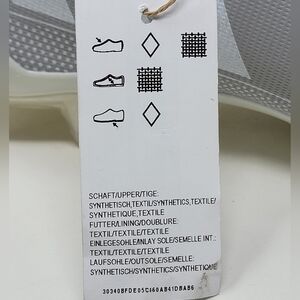 SCHAFT/UPPER/TIGE:
SYNTHETISCH,TEXTIL/SYNTHETICS,TEXTILE/
SYNTHETIQUE,TEXTILE
FUTTER/LINING/DOUBLURE:
TEXTIL/TEXTILE/TEXTILE
EINLEGESOHLE/INLAY SOLE/SEMELLE INT.:
TEXTIL/TEXTILE/TEXTILE
LAUFSOHLE/OUTSOLE/SEMELLE:
SYNTHETISCH/SYNTHETICS/SYNTHETIQUE